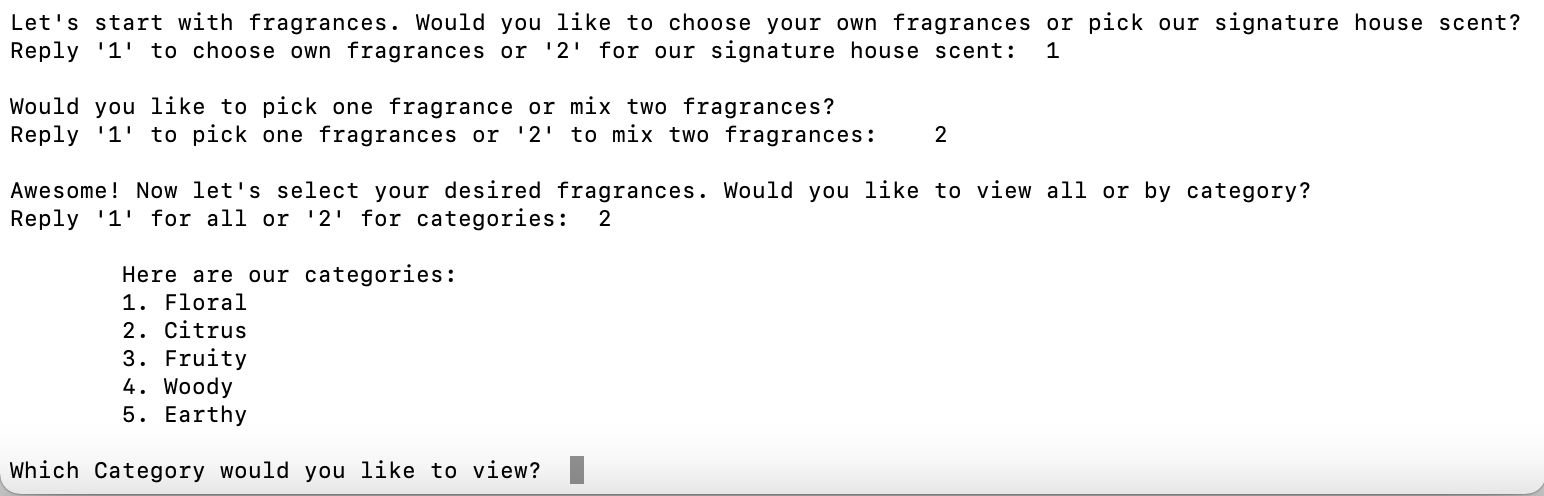 Let's start with fragrances. Would you like to choose your own fragrances or pick our signature house scent?
Reply '1' to choose own fragrances or '2' for our signature house scent:  1
Would you like to pick one fragrance or mix two fragrances?
Reply '1' to pick one fragrances or '2' to mix two fragrances:    2
Awesome! Now let's select your desired fragrances. Would you like to view all or by category?
Reply '1' for all or '2' for categories:  2
Here are our categories:
1. Floral
2. Citrus
3. Fruity
4. Woody
5. Earthy
Which Category would you like to view?